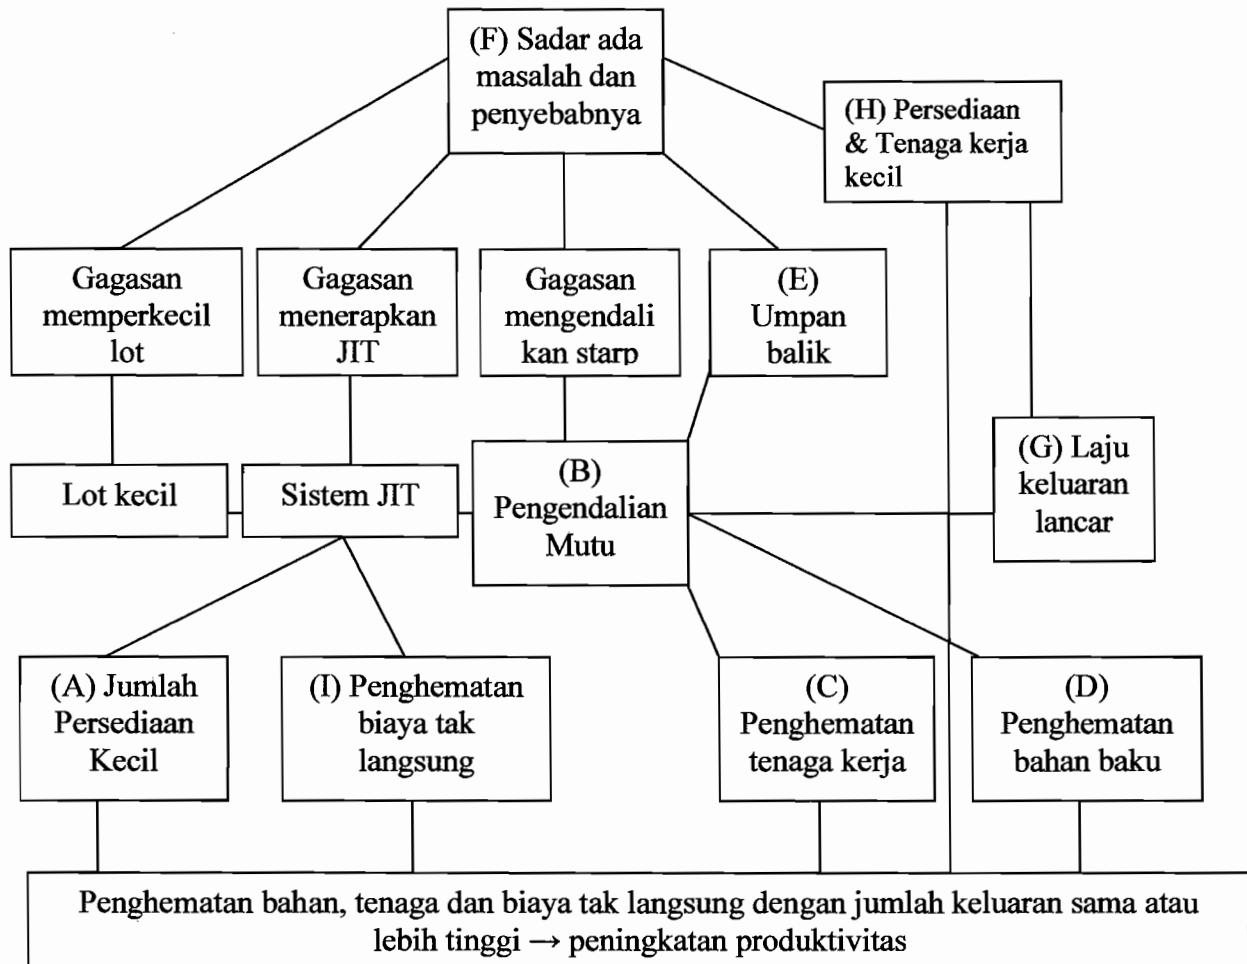 (F) Sadar ada
masalah dan
penyebabnya
(H) Persediaan
& Tenaga kerja
kecil
Gagasan
memperkecil
lot
Gagasan
menerapkan
JIT
Gagasan
mengendali
kan starp
(E)
Umpan
balik
Lot kecil
Sistem JIT
(B)
Pengendalian
Mutu
(G) Laju
keluaran
lancar
(A) Jumlah
Persediaan
Kecil
(I) Penghematan
biaya tak
langsung
(C)
Penghematan
tenaga kerja
(D)
Penghematan
bahan baku
Penghematan bahan, tenaga dan biaya tak langsung dengan jumlah keluaran sama atau
lebih tinggi → peningkatan produktivitas